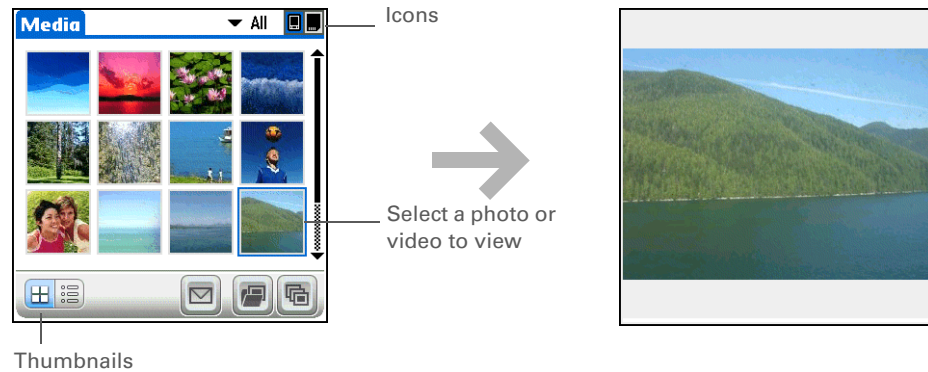 Media
All
Icons
Select a photo or
video to view
Thumbnails